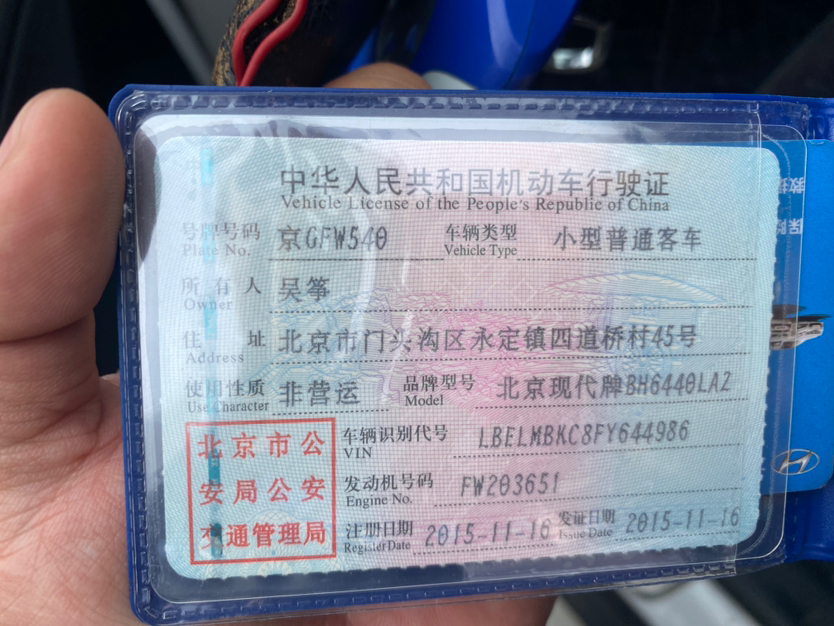 中华人民共和国机动车行驶证
Vehicle License of the People's Republic of China
号牌号码 京GFW540 车辆类型 小型普通客车
Plate No. Vehicle Type
所有人 吴筝
Owner
住址 北京市门头沟区永定镇四道桥村45号
Address
使用性质 非营运 品牌型号 北京现代牌BH6440LAZ
Use Character Model
北京市公
安局公安
交通管理局
车辆识别代号 LBELMBKC8FY644986
VIN
发动机号码 FW203651
Engine No.
注册日期 2015-11-16 发证日期 2015-11-16
Register Date Issue Date
救援
保险